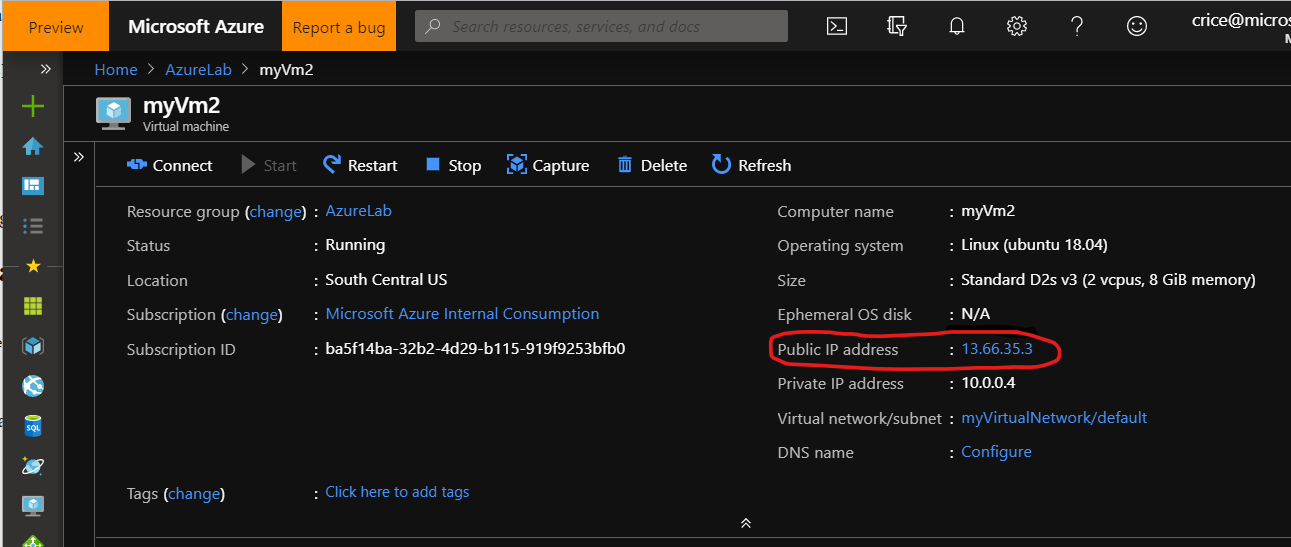 Preview Microsoft Azure Report a bug Search resources, services, and docs crice@micros
Home > AzureLab > myVm2
myVm2
Virtual machine
Connect Start Restart Stop Capture Delete Refresh
Resource group (change) : AzureLab
Status : Running
Location : South Central US
Subscription (change) : Microsoft Azure Internal Consumption
Subscription ID : ba5f14ba-32b2-4d29-b115-919f9253bfb0
Computer name : myVm2
Operating system : Linux (ubuntu 18.04)
Size : Standard D2s v3 (2 vcpus, 8 GiB memory)
Ephemeral OS disk : N/A
Public IP address : 13.66.35.3
Private IP address : 10.0.0.4
Virtual network/subnet : myVirtualNetwork/default
DNS name : Configure
Tags (change) : Click here to add tags
SQL